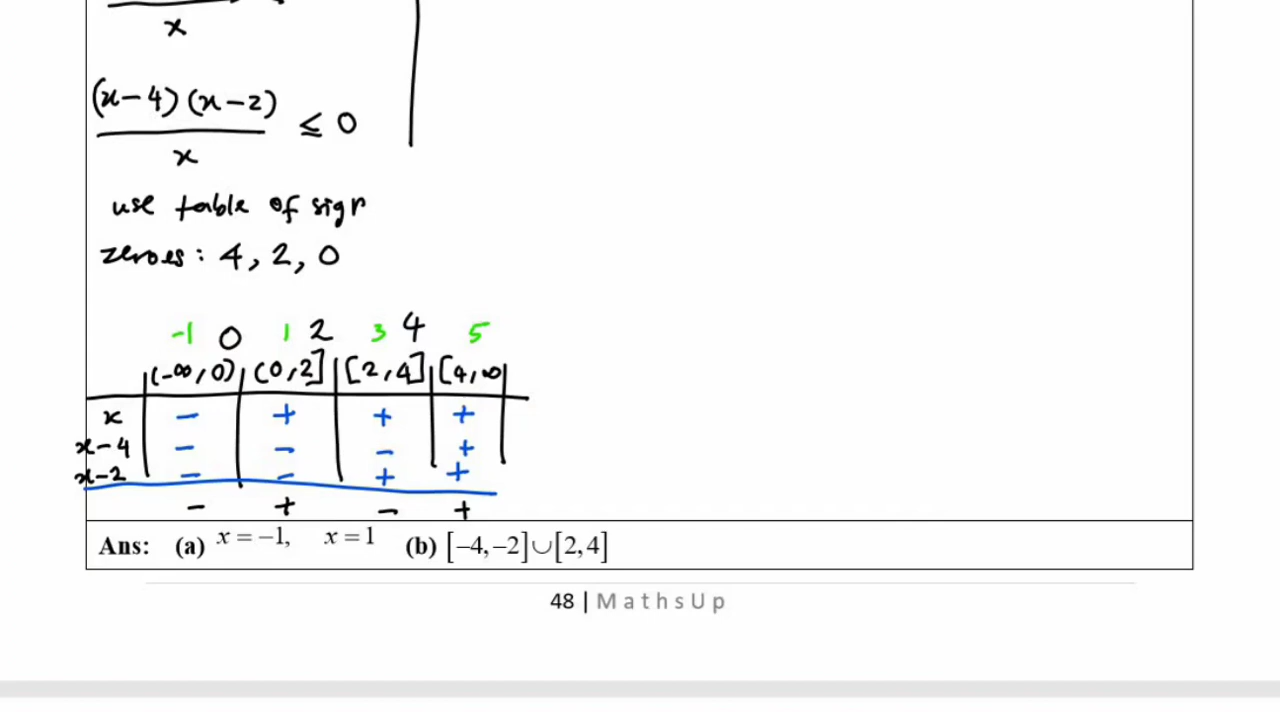 x
(x-4)(x-2)
≤ 0
x
use table of sign
zeroes: 4, 2, 0
-1 0 1 2 3 4 5
(-∞,0) (0,2] [2,4] [4,∞)
x - + + +
x-4 - - - +
x-2 - - + +
- + - +
Ans: (a) x = −1, x = 1 (b) [−4,−2]∪[2,4]
48 | MathsUp